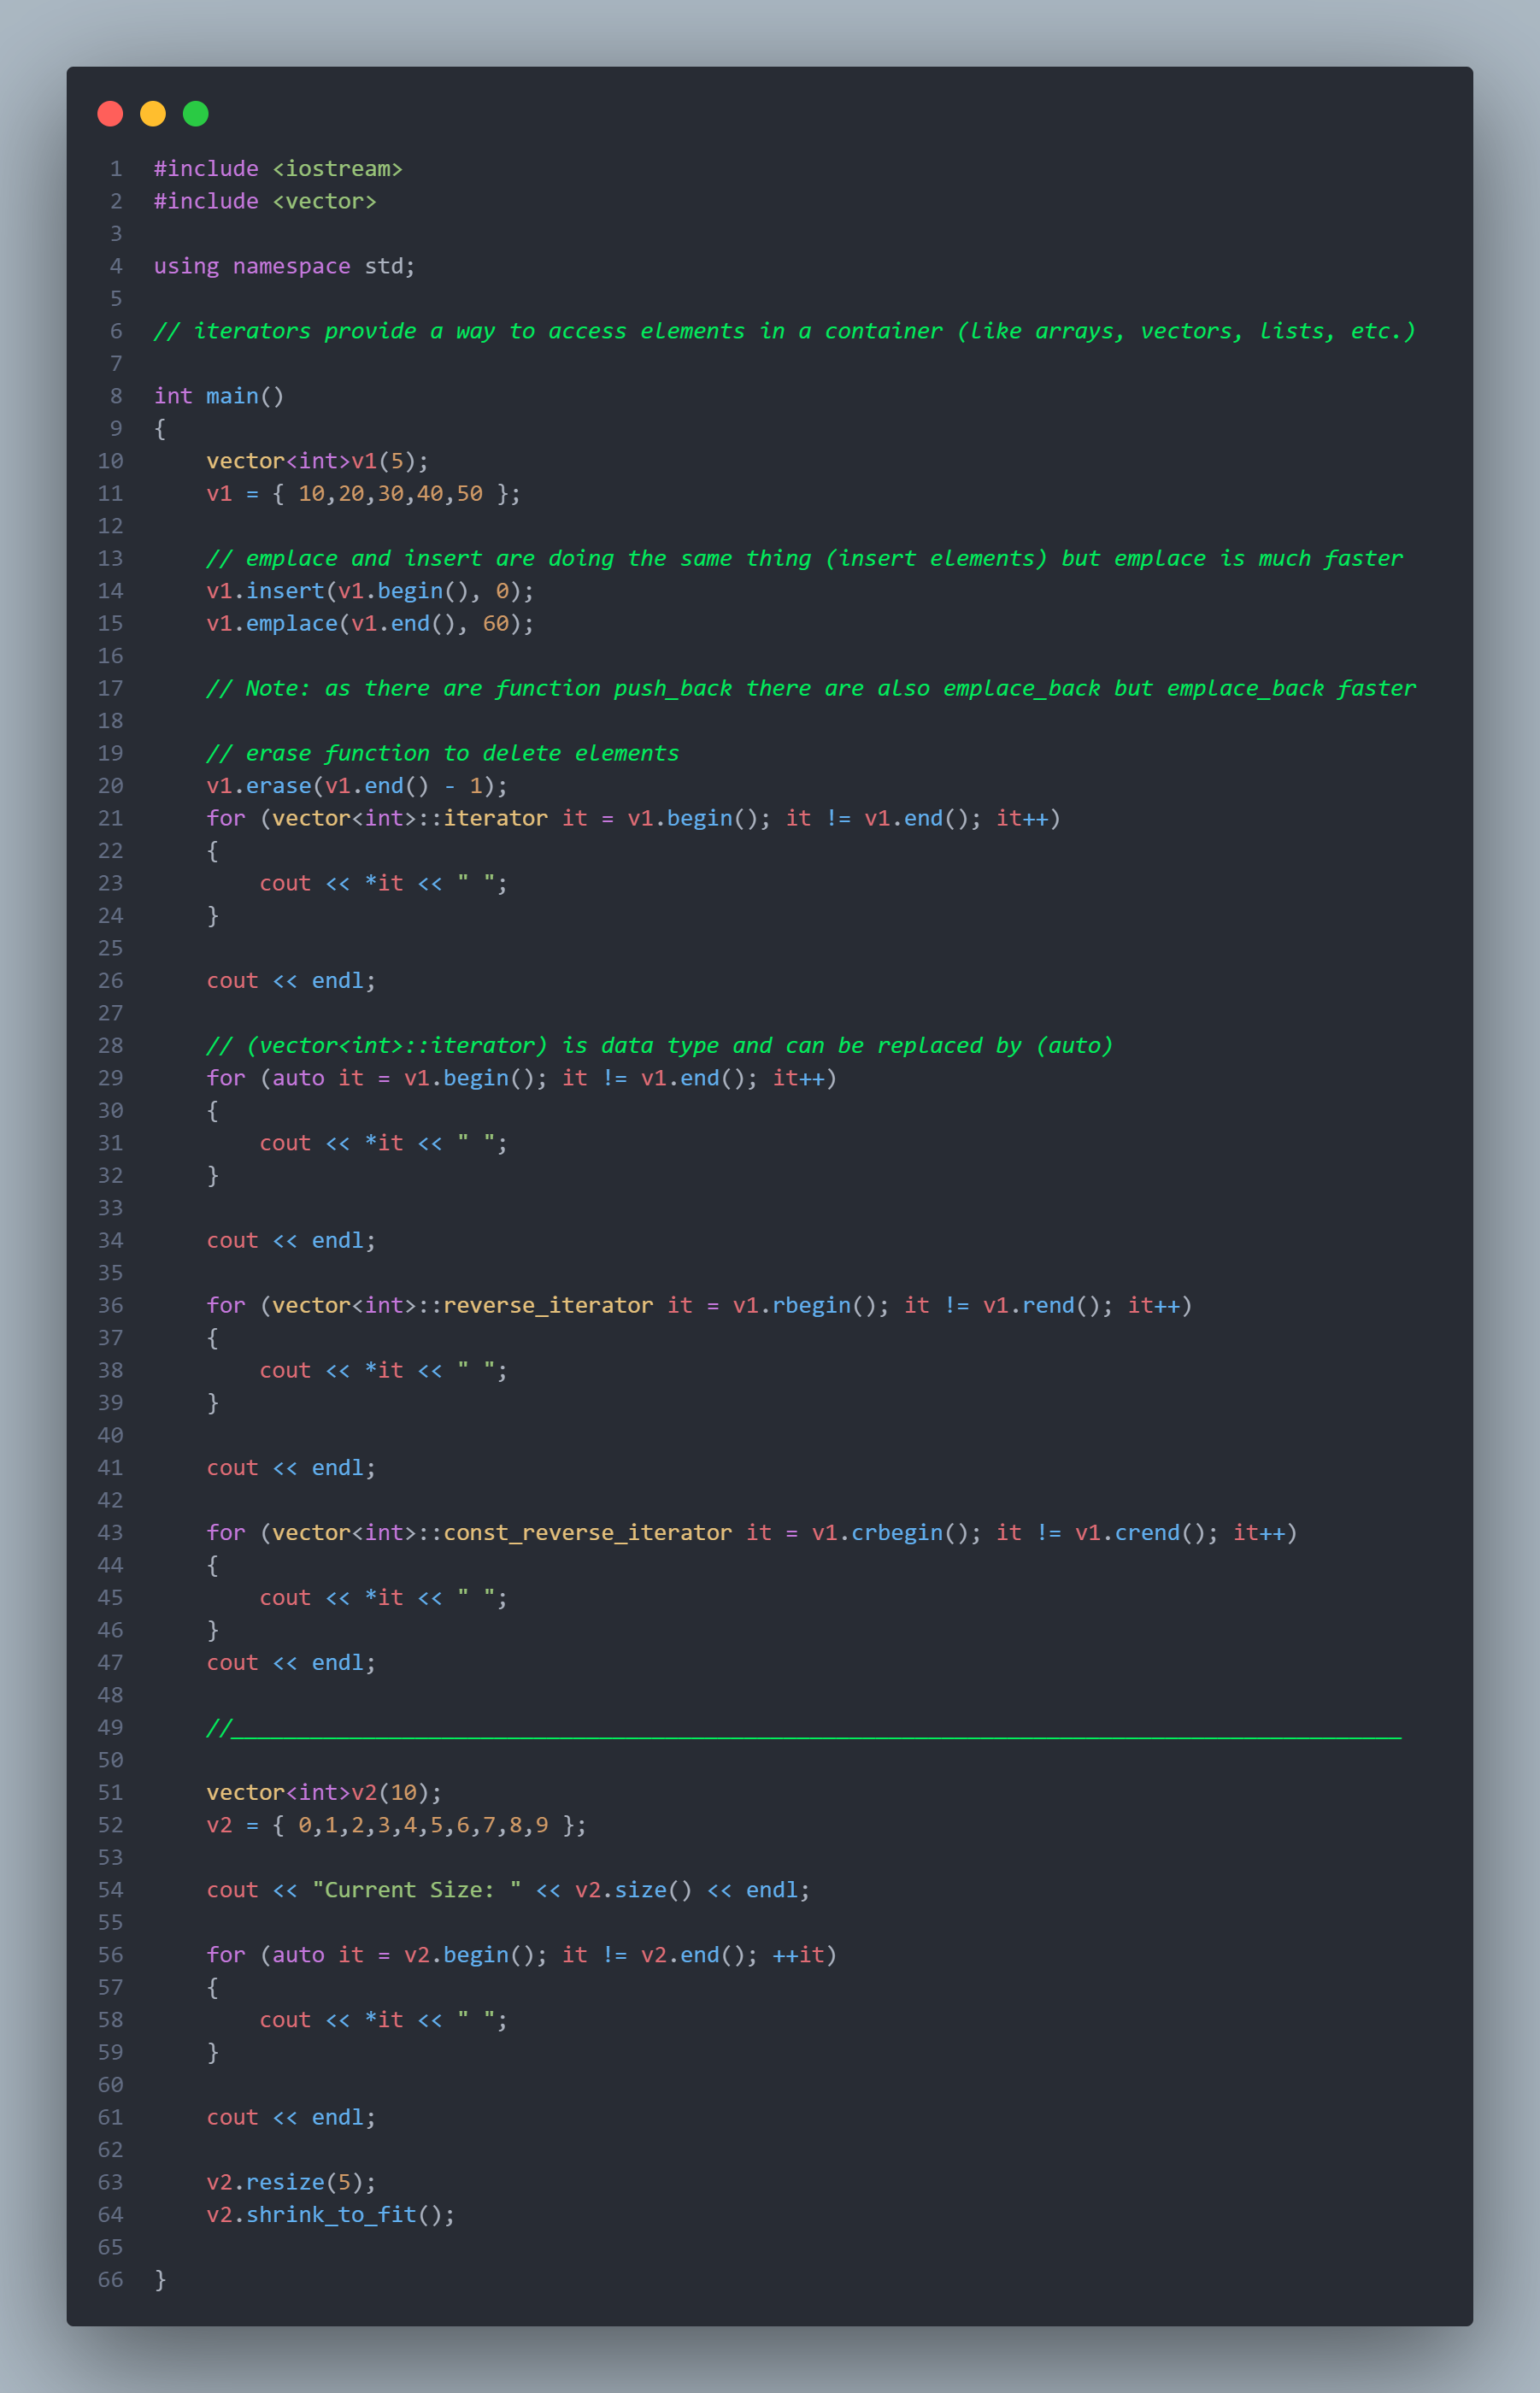 1 #include <iostream>
2 #include <vector>
3
4 using namespace std;
5
6 // iterators provide a way to access elements in a container (like arrays, vectors, lists, etc.)
7
8 int main()
9 {
10     vector<int>v1(5);
11     v1 = { 10,20,30,40,50 };
12
13     // emplace and insert are doing the same thing (insert elements) but emplace is much faster
14     v1.insert(v1.begin(), 0);
15     v1.emplace(v1.end(), 60);
16
17     // Note: as there are function push_back there are also emplace_back but emplace_back faster
18
19     // erase function to delete elements
20     v1.erase(v1.end() - 1);
21     for (vector<int>::iterator it = v1.begin(); it != v1.end(); it++)
22     {
23         cout << *it << " ";
24     }
25
26     cout << endl;
27
28     // (vector<int>::iterator) is data type and can be replaced by (auto)
29     for (auto it = v1.begin(); it != v1.end(); it++)
30     {
31         cout << *it << " ";
32     }
33
34     cout << endl;
35
36     for (vector<int>::reverse_iterator it = v1.rbegin(); it != v1.rend(); it++)
37     {
38         cout << *it << " ";
39     }
40
41     cout << endl;
42
43     for (vector<int>::const_reverse_iterator it = v1.crbegin(); it != v1.crend(); it++)
44     {
45         cout << *it << " ";
46     }
47     cout << endl;
48
49     //_________________________________________________________________________________________
50
51     vector<int>v2(10);
52     v2 = { 0,1,2,3,4,5,6,7,8,9 };
53
54     cout << "Current Size: " << v2.size() << endl;
55
56     for (auto it = v2.begin(); it != v2.end(); ++it)
57     {
58         cout << *it << " ";
59     }
60
61     cout << endl;
62
63     v2.resize(5);
64     v2.shrink_to_fit();
65
66 }